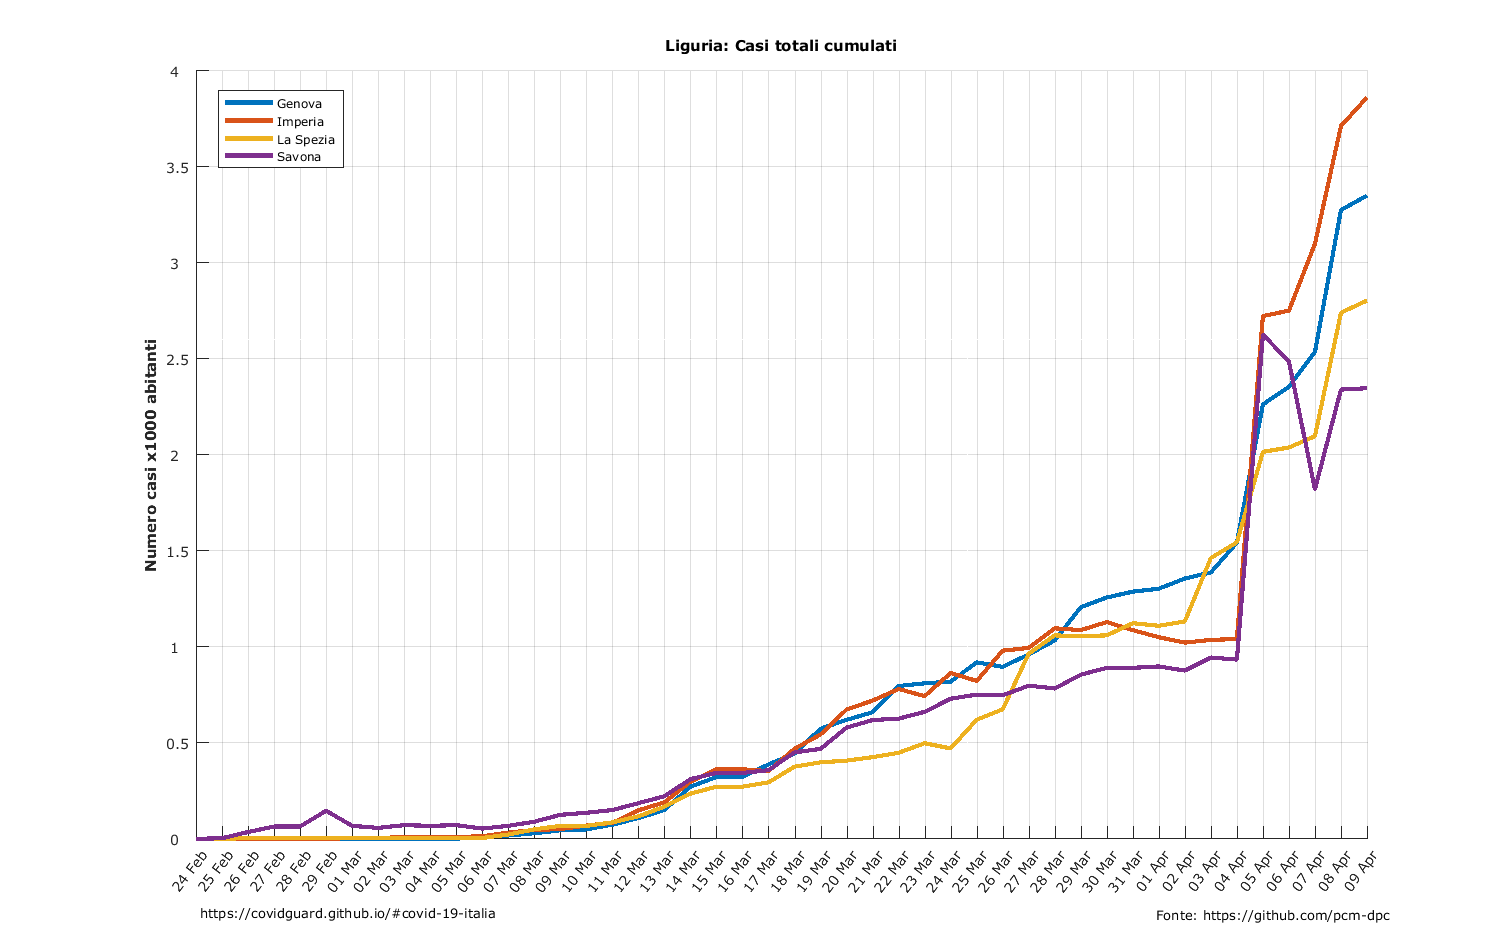 Liguria: Casi totali cumulati
Genova
Imperia
La Spezia
Savona
Numero casi x1000 abitanti
4
3.5
3
2.5
2
1.5
1
0.5
0
24 Feb
25 Feb
26 Feb
27 Feb
28 Feb
29 Feb
01 Mar
02 Mar
03 Mar
04 Mar
05 Mar
06 Mar
07 Mar
08 Mar
09 Mar
10 Mar
11 Mar
12 Mar
13 Mar
14 Mar
15 Mar
16 Mar
17 Mar
18 Mar
19 Mar
20 Mar
21 Mar
22 Mar
23 Mar
24 Mar
25 Mar
26 Mar
27 Mar
28 Mar
29 Mar
30 Mar
31 Mar
01 Apr
02 Apr
03 Apr
04 Apr
05 Apr
06 Apr
07 Apr
08 Apr
09 Apr
https://covidguard.github.io/#covid-19-italia
Fonte: https://github.com/pcm-dpc